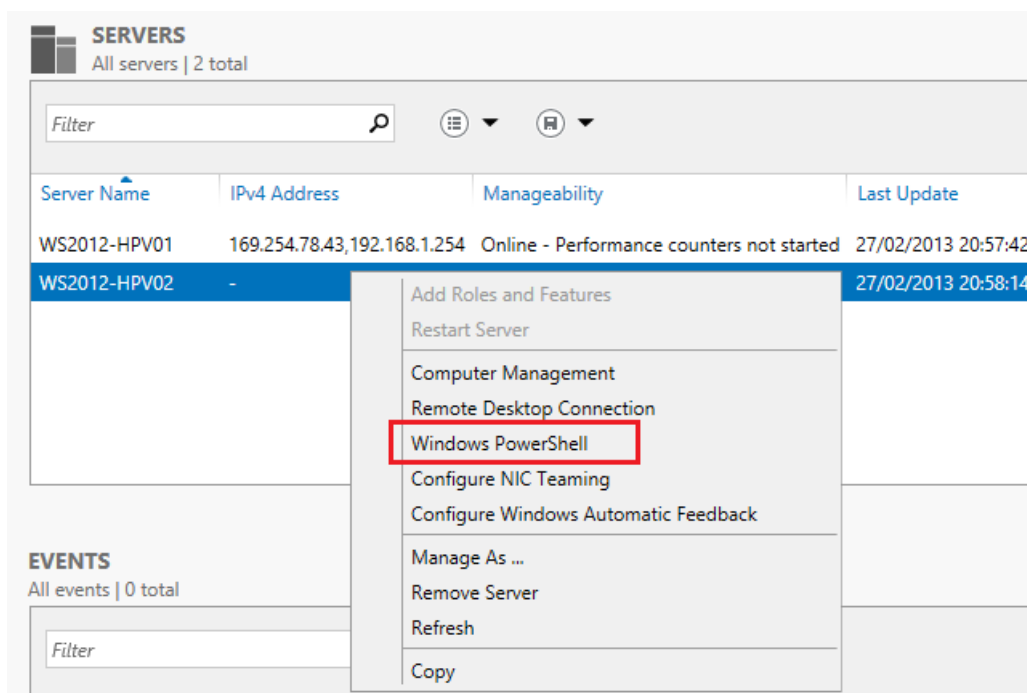 SERVERS
All servers | 2 total
Filter
Server Name IPv4 Address Manageability Last Update
WS2012-HPV01 169.254.78.43,192.168.1.254 Online - Performance counters not started 27/02/2013 20:57:42
WS2012-HPV02 - 27/02/2013 20:58:14
Add Roles and Features
Restart Server
Computer Management
Remote Desktop Connection
Windows PowerShell
Configure NIC Teaming
Configure Windows Automatic Feedback
Manage As ...
Remove Server
Refresh
Copy
EVENTS
All events | 0 total
Filter